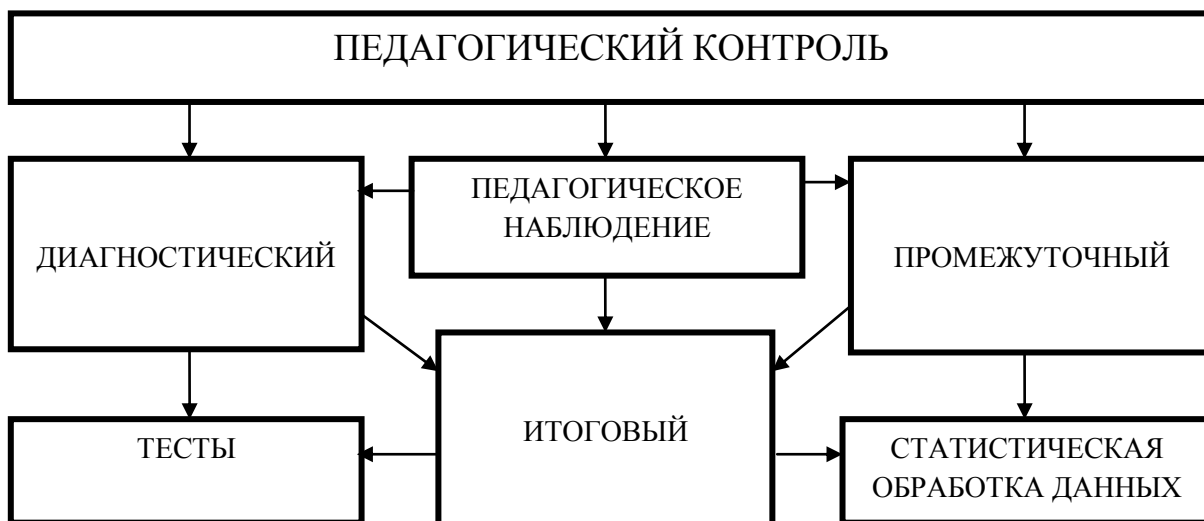 ПЕДАГОГИЧЕСКИЙ КОНТРОЛЬ
ПЕДАГОГИЧЕСКОЕ
НАБЛЮДЕНИЕ
ДИАГНОСТИЧЕСКИЙ
ПРОМЕЖУТОЧНЫЙ
ИТОГОВЫЙ
ТЕСТЫ
СТАТИСТИЧЕСКАЯ
ОБРАБОТКА ДАННЫХ